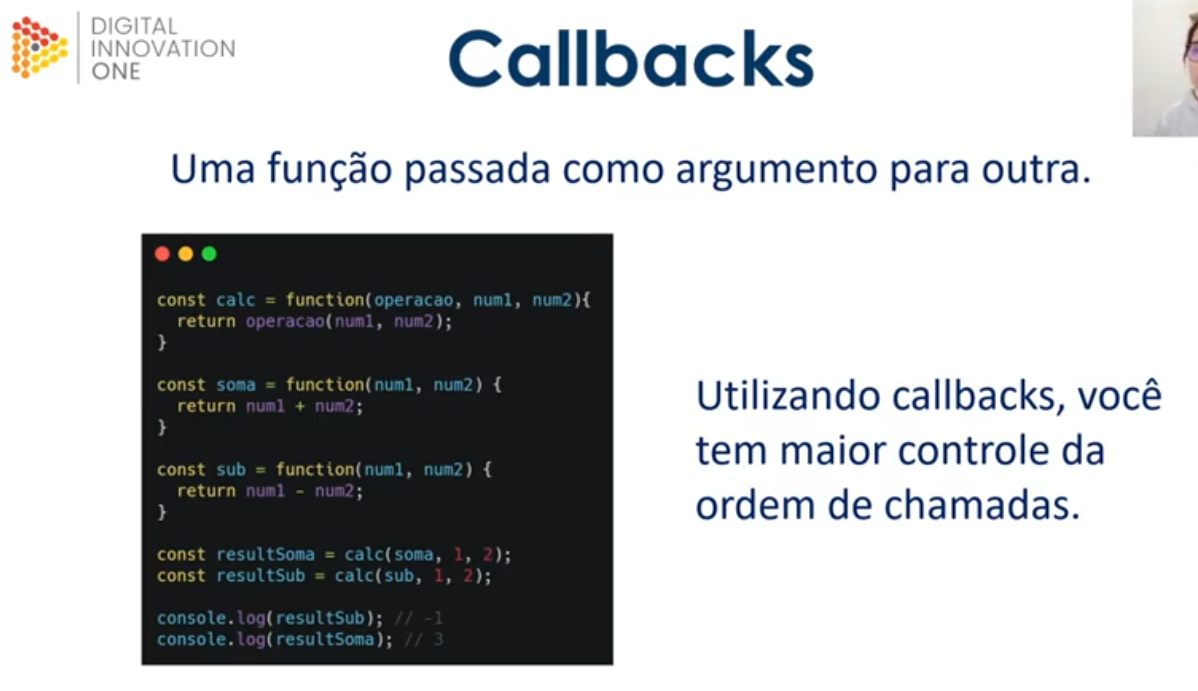 DIGITAL
INNOVATION
ONE
Callbacks
Uma função passada como argumento para outra.
const calc = function(operacao, num1, num2){
  return operacao(num1, num2);
}
const soma = function(num1, num2) {
  return num1 + num2;
}
const sub = function(num1, num2) {
  return num1 - num2;
}
const resultSoma = calc(soma, 1, 2);
const resultSub = calc(sub, 1, 2);
console.log(resultSub); // -1
console.log(resultSoma); // 3
Utilizando callbacks, você
tem maior controle da
ordem de chamadas.